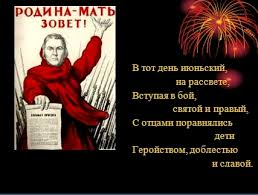 РОДИНА-МАТЬ
ЗОВЕТ!
В тот день июньский,
на рассвете,
Вступая в бой,
святой и правый,
С отцами поравнялись
дети
Геройством, доблестью
и славой.